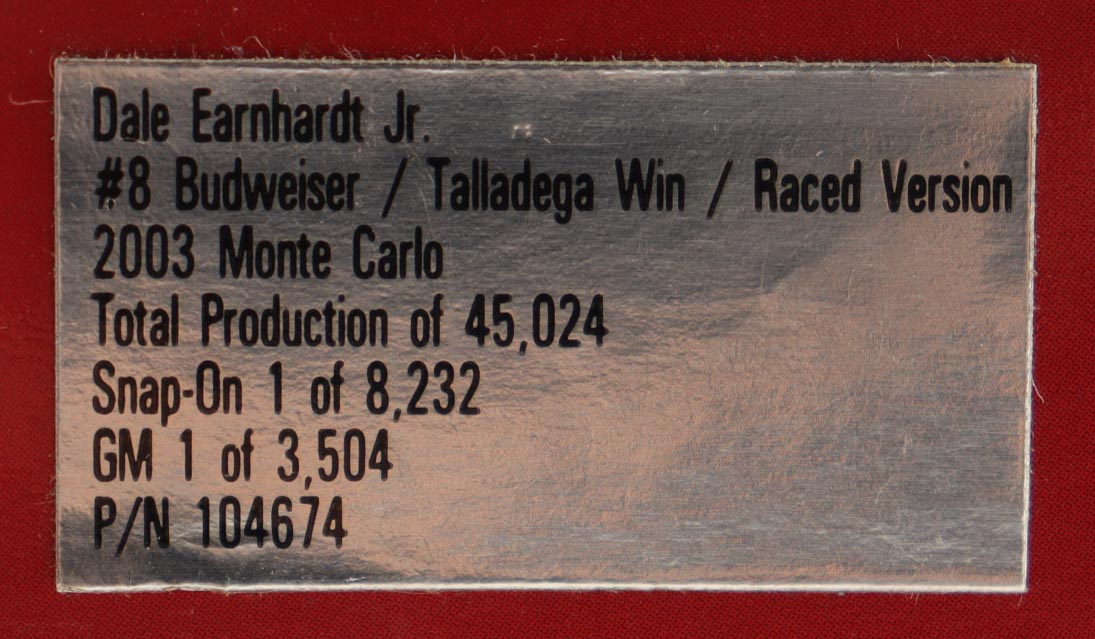 Dale Earnhardt Jr.
#8 Budweiser / Talladega Win / Raced Version
2003 Monte Carlo
Total Production of 45,024
Snap-On 1 of 8,232
GM 1 of 3,504
P/N 104674